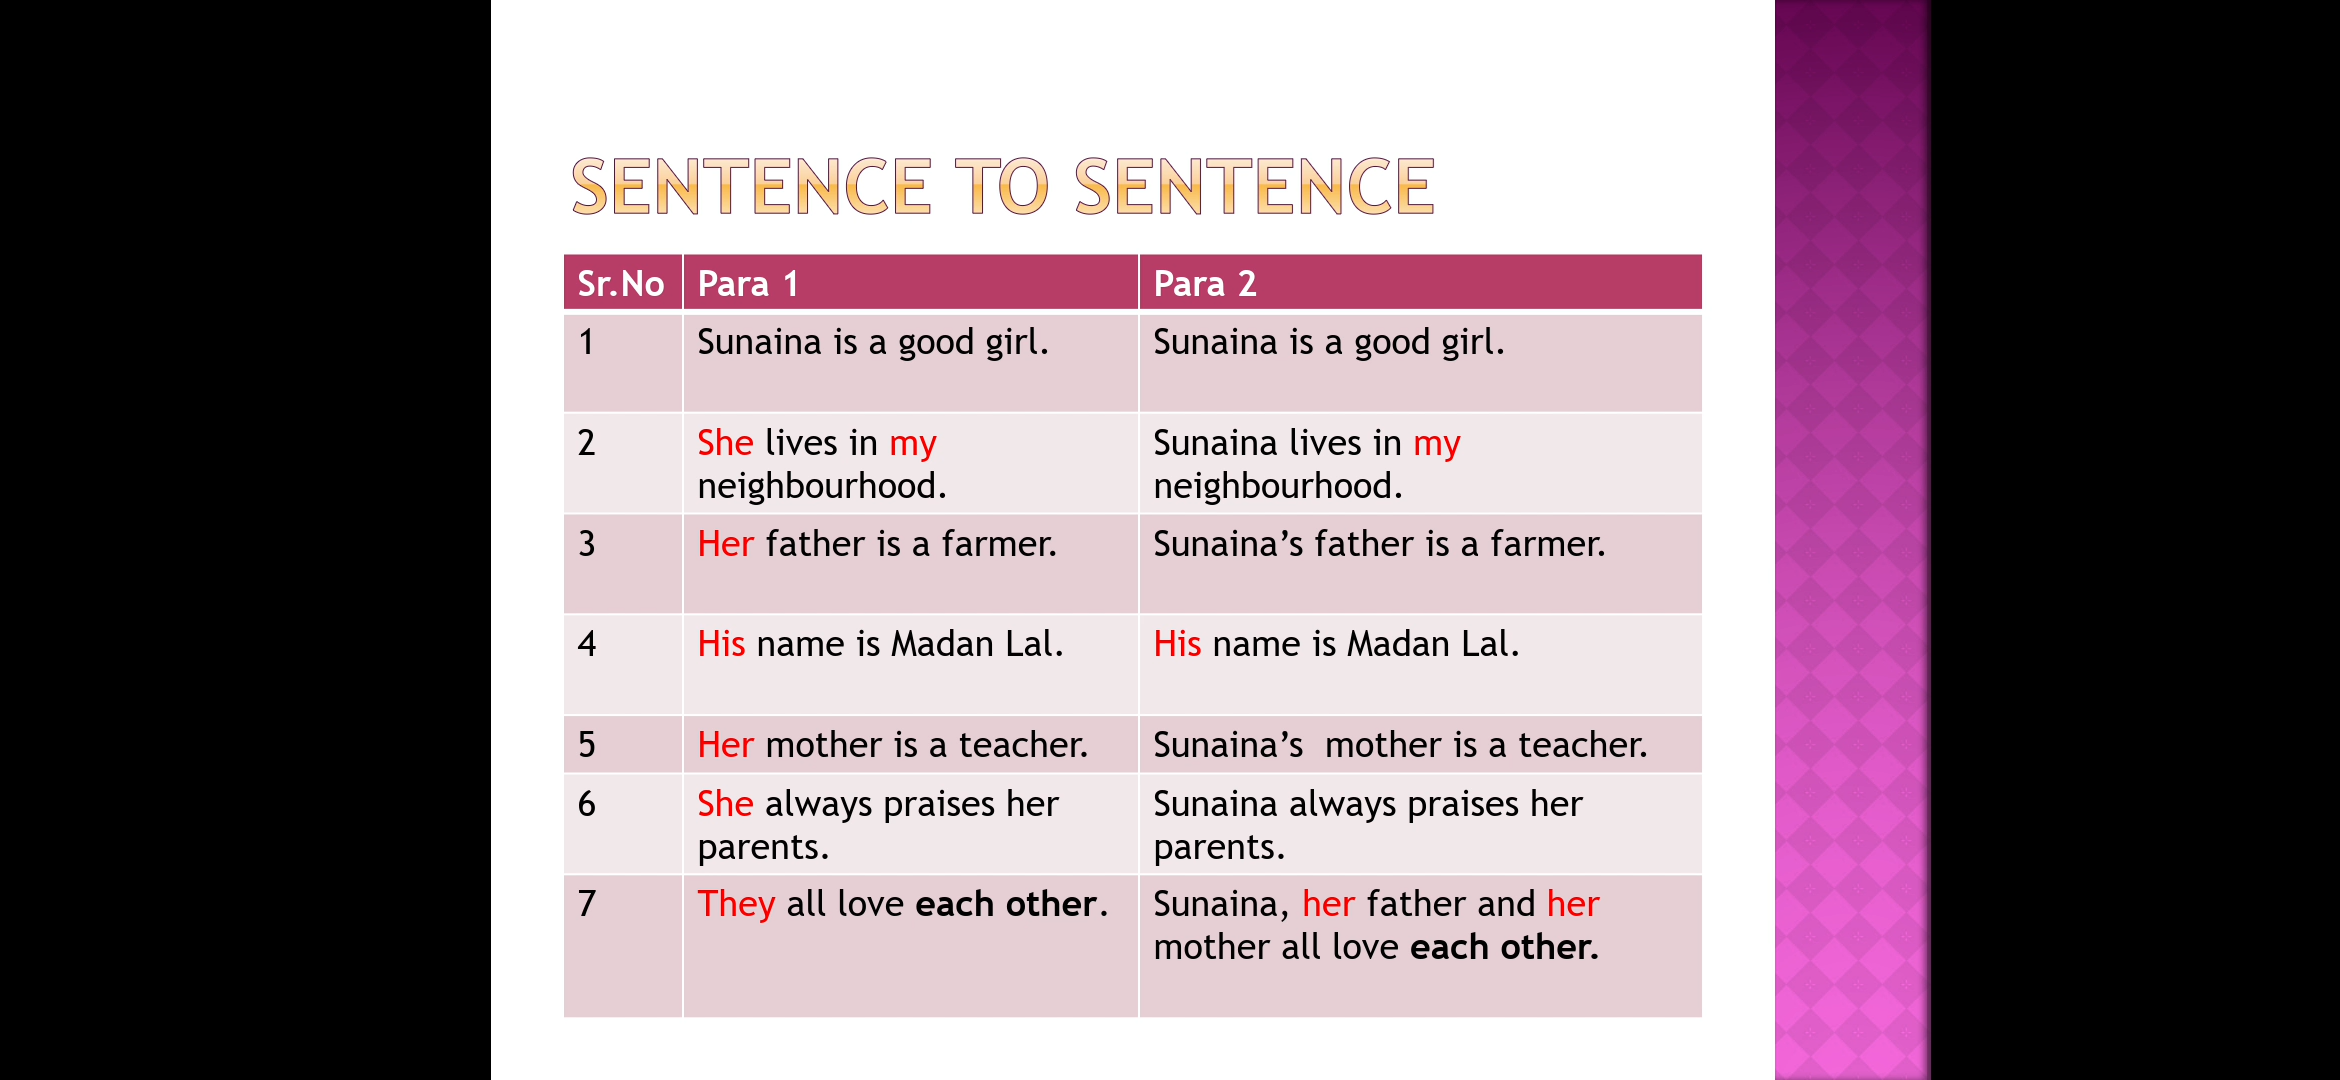 SENTENCE TO SENTENCE
Sr.No Para 1 Para 2
1 Sunaina is a good girl. Sunaina is a good girl.
2 She lives in my Sunaina lives in my
neighbourhood. neighbourhood.
3 Her father is a farmer. Sunaina’s father is a farmer.
4 His name is Madan Lal. His name is Madan Lal.
5 Her mother is a teacher. Sunaina’s mother is a teacher.
6 She always praises her Sunaina always praises her
parents. parents.
7 They all love each other. Sunaina, her father and her
mother all love each other.